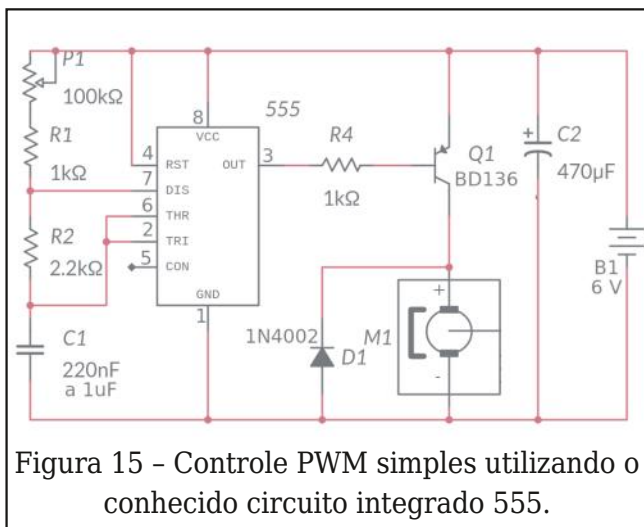 P1
100kΩ
R1
1kΩ
R2
2.2kΩ
C1
220nF
a 1uF
555
8
VCC
4
RST
OUT
3
7
DIS
6
THR
2
TRI
5
CON
GND
1
R4
1kΩ
Q1
BD136
+
C2
470µF
B1
6 V
1N4002
D1
M1
+
-
Figura 15 – Controle PWM simples utilizando o
conhecido circuito integrado 555.